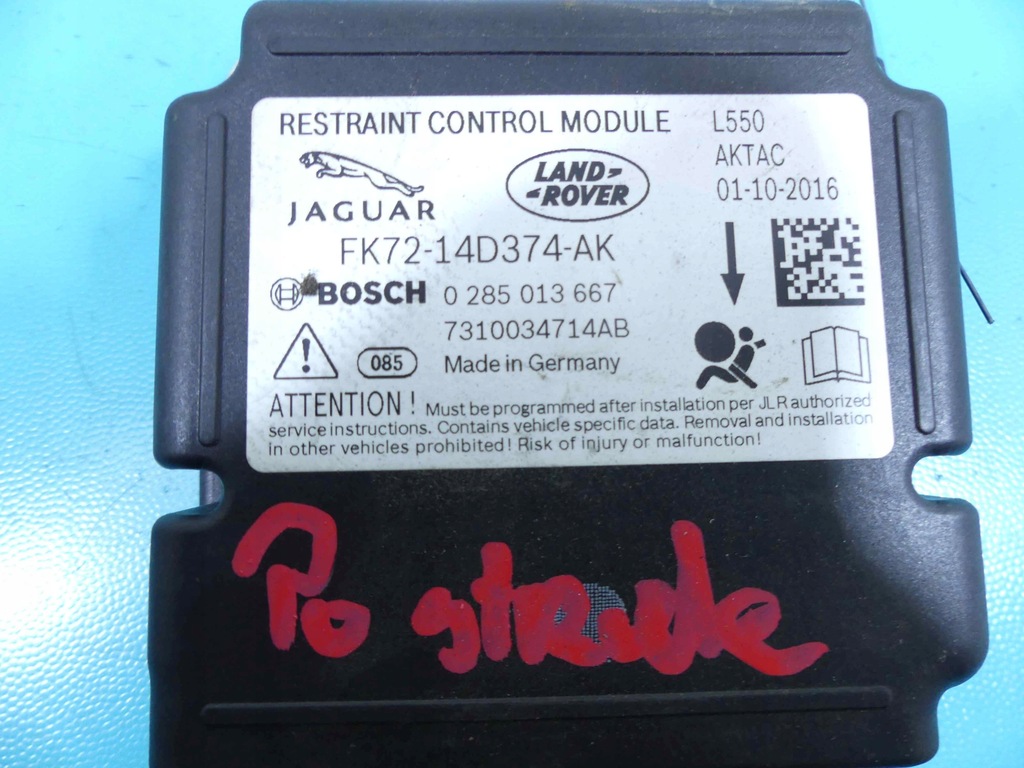 RESTRAINT CONTROL MODULE L550
AKTAC
01-10-2016
JAGUAR
LAND-
-ROVER
FK72-14D374-AK
BOSCH 0 285 013 667
7310034714AB
085 Made in Germany
ATTENTION ! Must be programmed after installation per JLR authorized
service instructions. Contains vehicle specific data. Removal and installation
in other vehicles prohibited! Risk of injury or malfunction!
Po